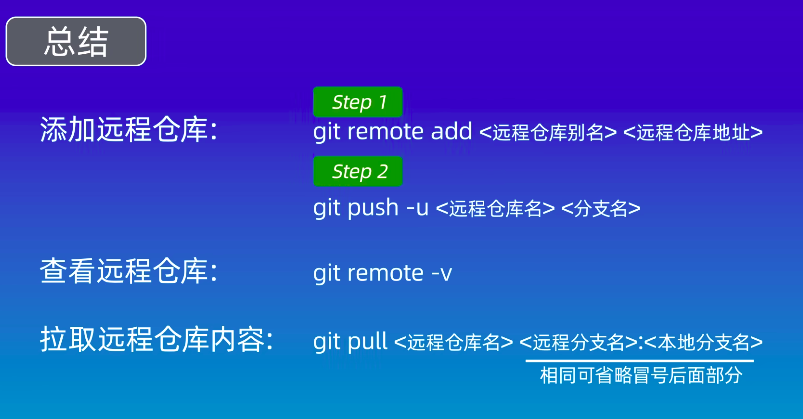 总结
Step 1
添加远程仓库: git remote add <远程仓库别名> <远程仓库地址>
Step 2
git push -u <远程仓库名> <分支名>
查看远程仓库: git remote -v
拉取远程仓库内容: git pull <远程仓库名> <远程分支名>:<本地分支名>
相同可省略冒号后面部分